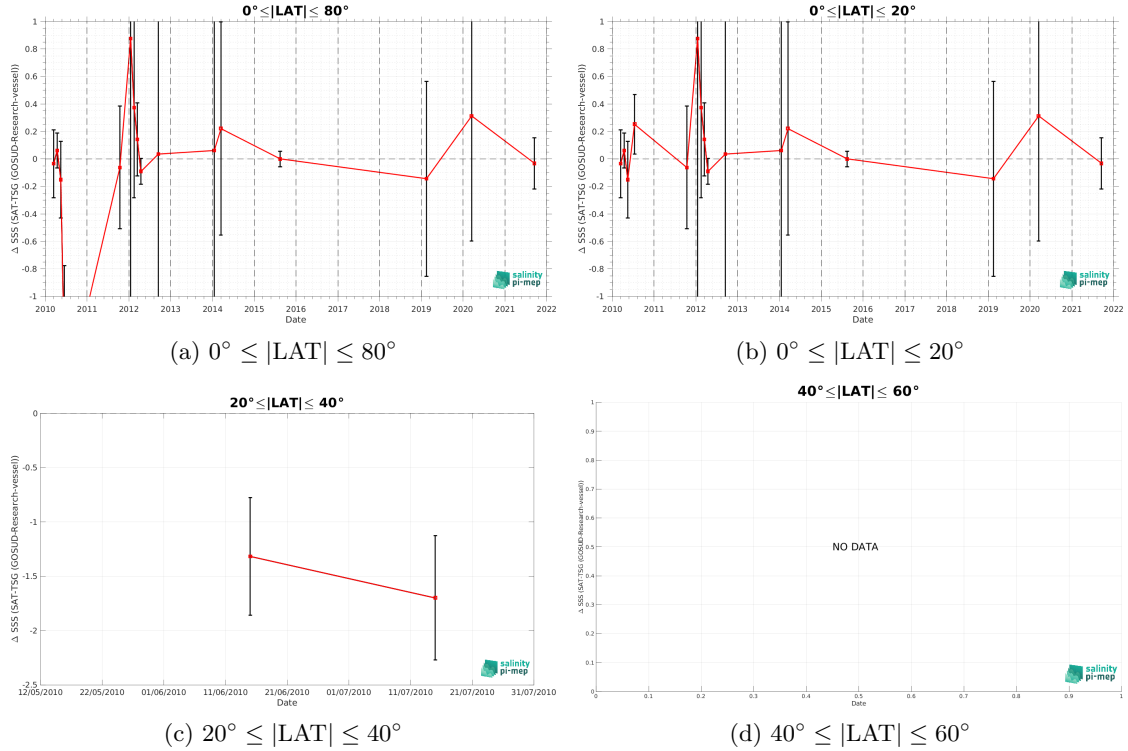 0°≤|LAT|≤ 80°
Δ SSS (SAT-TSG (GOSUD-Research-vessel))
1
0.8
0.6
0.4
0.2
0
-0.2
-0.4
-0.6
-0.8
-1
2010 2011 2012 2013 2014 2015 2016 2017 2018 2019 2020 2021 2022
Date
salinity
pi-mep
(a) 0° ≤ |LAT| ≤ 80°
0°≤|LAT|≤ 20°
Δ SSS (SAT-TSG (GOSUD-Research-vessel))
1
0.8
0.6
0.4
0.2
0
-0.2
-0.4
-0.6
-0.8
-1
2010 2011 2012 2013 2014 2015 2016 2017 2018 2019 2020 2021 2022
Date
salinity
pi-mep
(b) 0° ≤ |LAT| ≤ 20°
20°≤|LAT|≤ 40°
Δ SSS (SAT-TSG (GOSUD-Research-vessel))
0
-0.5
-1
-1.5
-2
-2.5
12/05/2010 22/05/2010 01/06/2010 11/06/2010 21/06/2010 01/07/2010 11/07/2010 21/07/2010 31/07/2010
Date
salinity
pi-mep
(c) 20° ≤ |LAT| ≤ 40°
40°≤|LAT|≤ 60°
Δ SSS (SAT-TSG (GOSUD-Research-vessel))
1
0.9
0.8
0.7
0.6
0.5
0.4
0.3
0.2
0.1
0
NO DATA
0 0.1 0.2 0.3 0.4 0.5 0.6 0.7 0.8 0.9 1
Date
salinity
pi-mep
(d) 40° ≤ |LAT| ≤ 60°